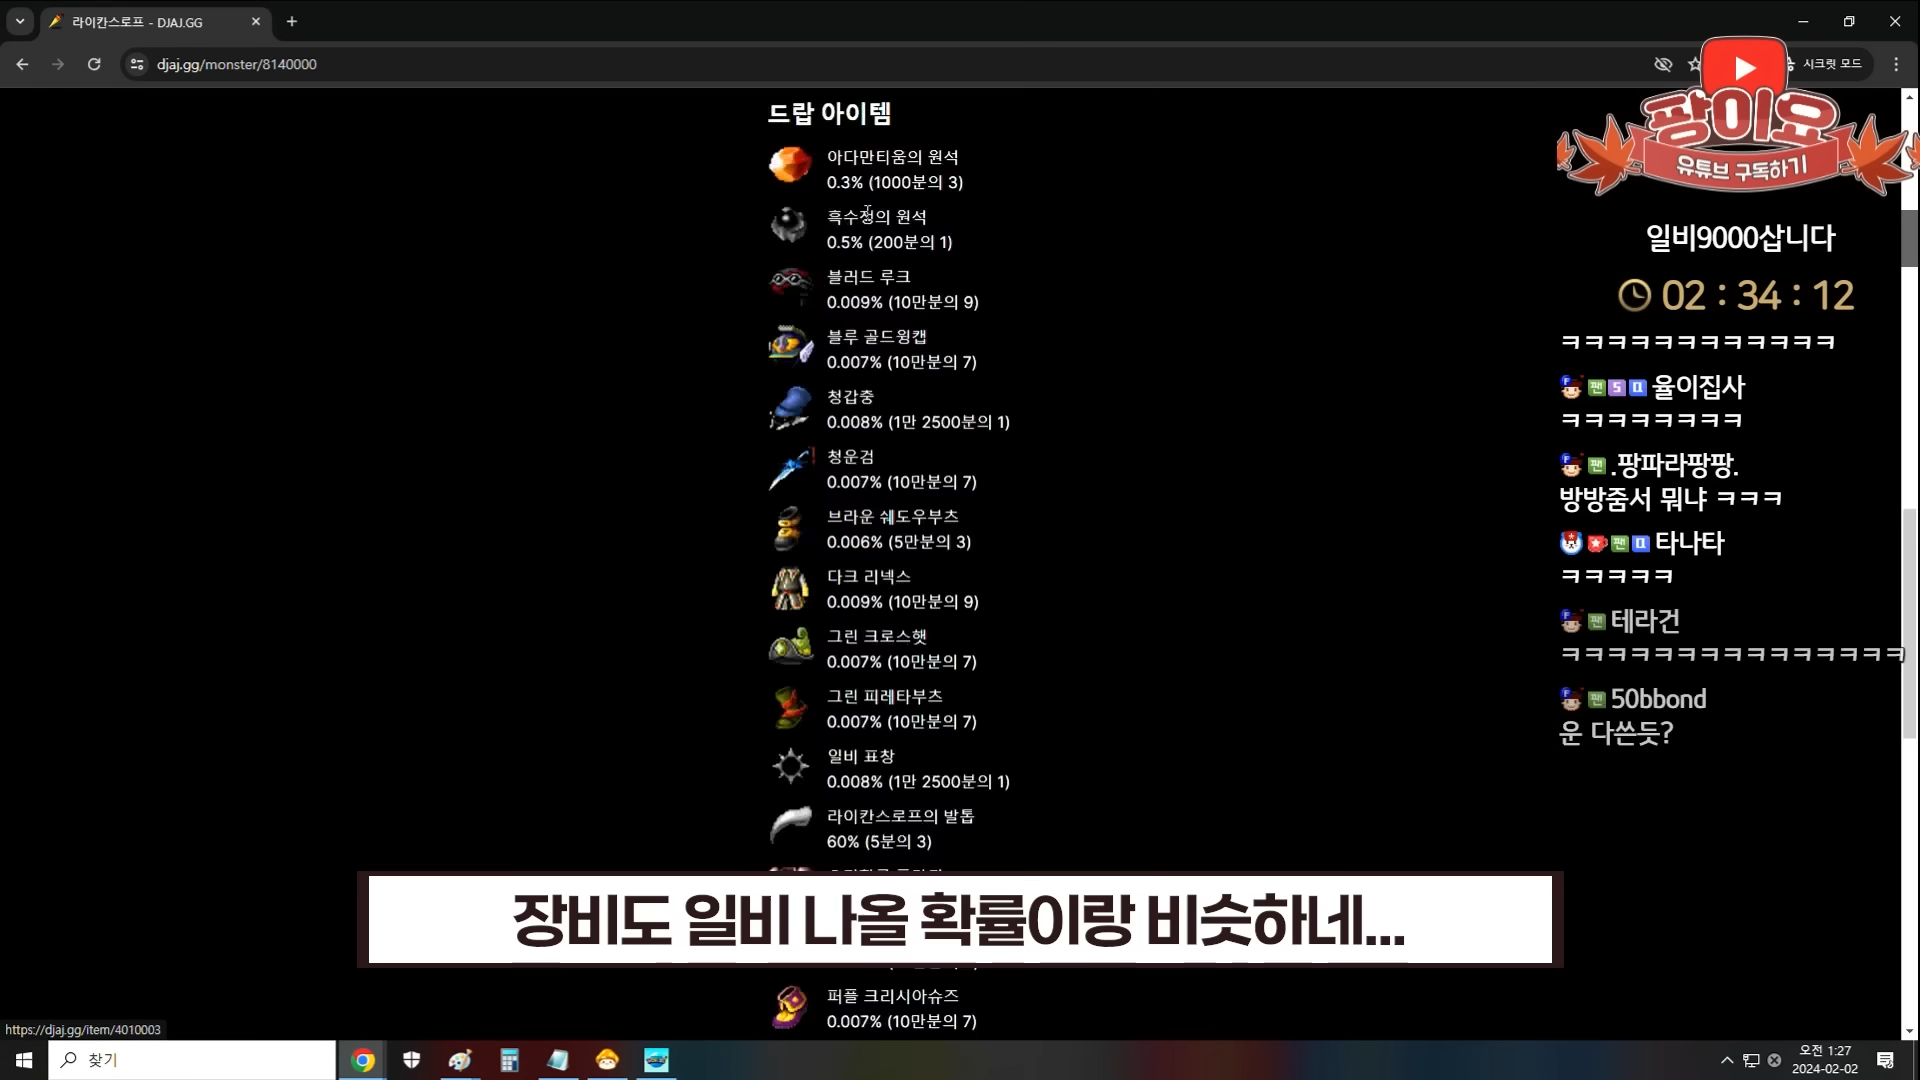 라이칸스로프 - DJAJ.GG
djaj.gg/monster/8140000
시크릿 모드
드랍 아이템
아다만티움의 원석
0.3% (1000분의 3)
흑수정의 원석
0.5% (200분의 1)
블러드 루크
0.009% (10만분의 9)
블루 골드윙캡
0.007% (10만분의 7)
청갑충
0.008% (1만 2500분의 1)
청운검
0.007% (10만분의 7)
브라운 쉐도우부츠
0.006% (5만분의 3)
다크 리넥스
0.009% (10만분의 9)
그린 크로스햇
0.007% (10만분의 7)
그린 피레타부츠
0.007% (10만분의 7)
일비 표창
0.008% (1만 2500분의 1)
라이칸스로프의 발톱
60% (5분의 3)
퍼플 크리시아슈즈
0.007% (10만분의 7)
팡이요
유튜브 구독하기
일비9000삽니다
02 : 34 : 12
ㅋㅋㅋㅋㅋㅋㅋㅋㅋㅋㅋㅋ
F 팬 5 율이집사
ㅋㅋㅋㅋㅋㅋㅋㅋ
F 팬 .팡파라팡팡.
방방줌서 뭐냐 ㅋㅋㅋ
팬 타나타
ㅋㅋㅋㅋㅋ
F 팬 테라건
ㅋㅋㅋㅋㅋㅋㅋㅋㅋㅋㅋㅋㅋㅋㅋ
F 팬 50bbond
운 다쓴듯?
장비도 일비 나올 확률이랑 비슷하네...
https://djaj.gg/item/4010003
찾기
오전 1:27
2024-02-02